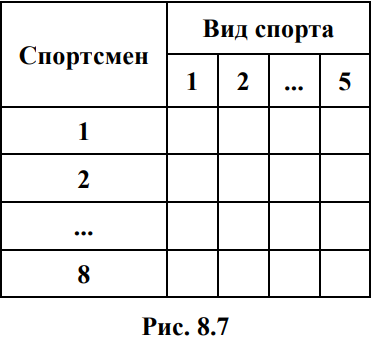 Спортсмен
Вид спорта
1 2 ... 5
1
2
...
8
Рис. 8.7